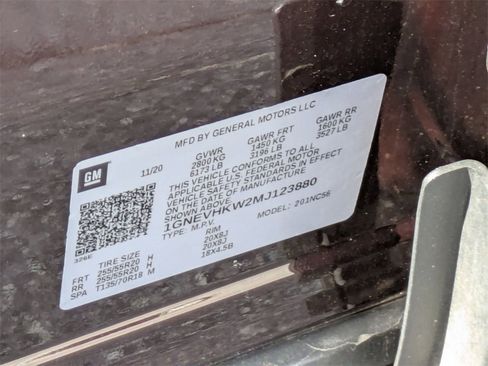 GM
MFD BY GENERAL MOTORS LLC
11/20
GVWR GAWR FRT GAWR RR
2800 KG 1450 KG 1600 KG
6173 LB 3196 LB 3527 LB
THIS VEHICLE CONFORMS TO ALL
APPLICABLE U.S. FEDERAL MOTOR
VEHICLE SAFETY STANDARDS IN EFFECT
ON THE DATE OF MANUFACTURE
SHOWN ABOVE.
1GNEVHKW2MJ123880
TYPE: M.P.V. MODEL: 201NC56
326E
TIRE SIZE RIM
FRT 255/55R20 H 20X8J
RR 255/55R20 H 20X8J
SPA T135/70R18 M 18X4.5B